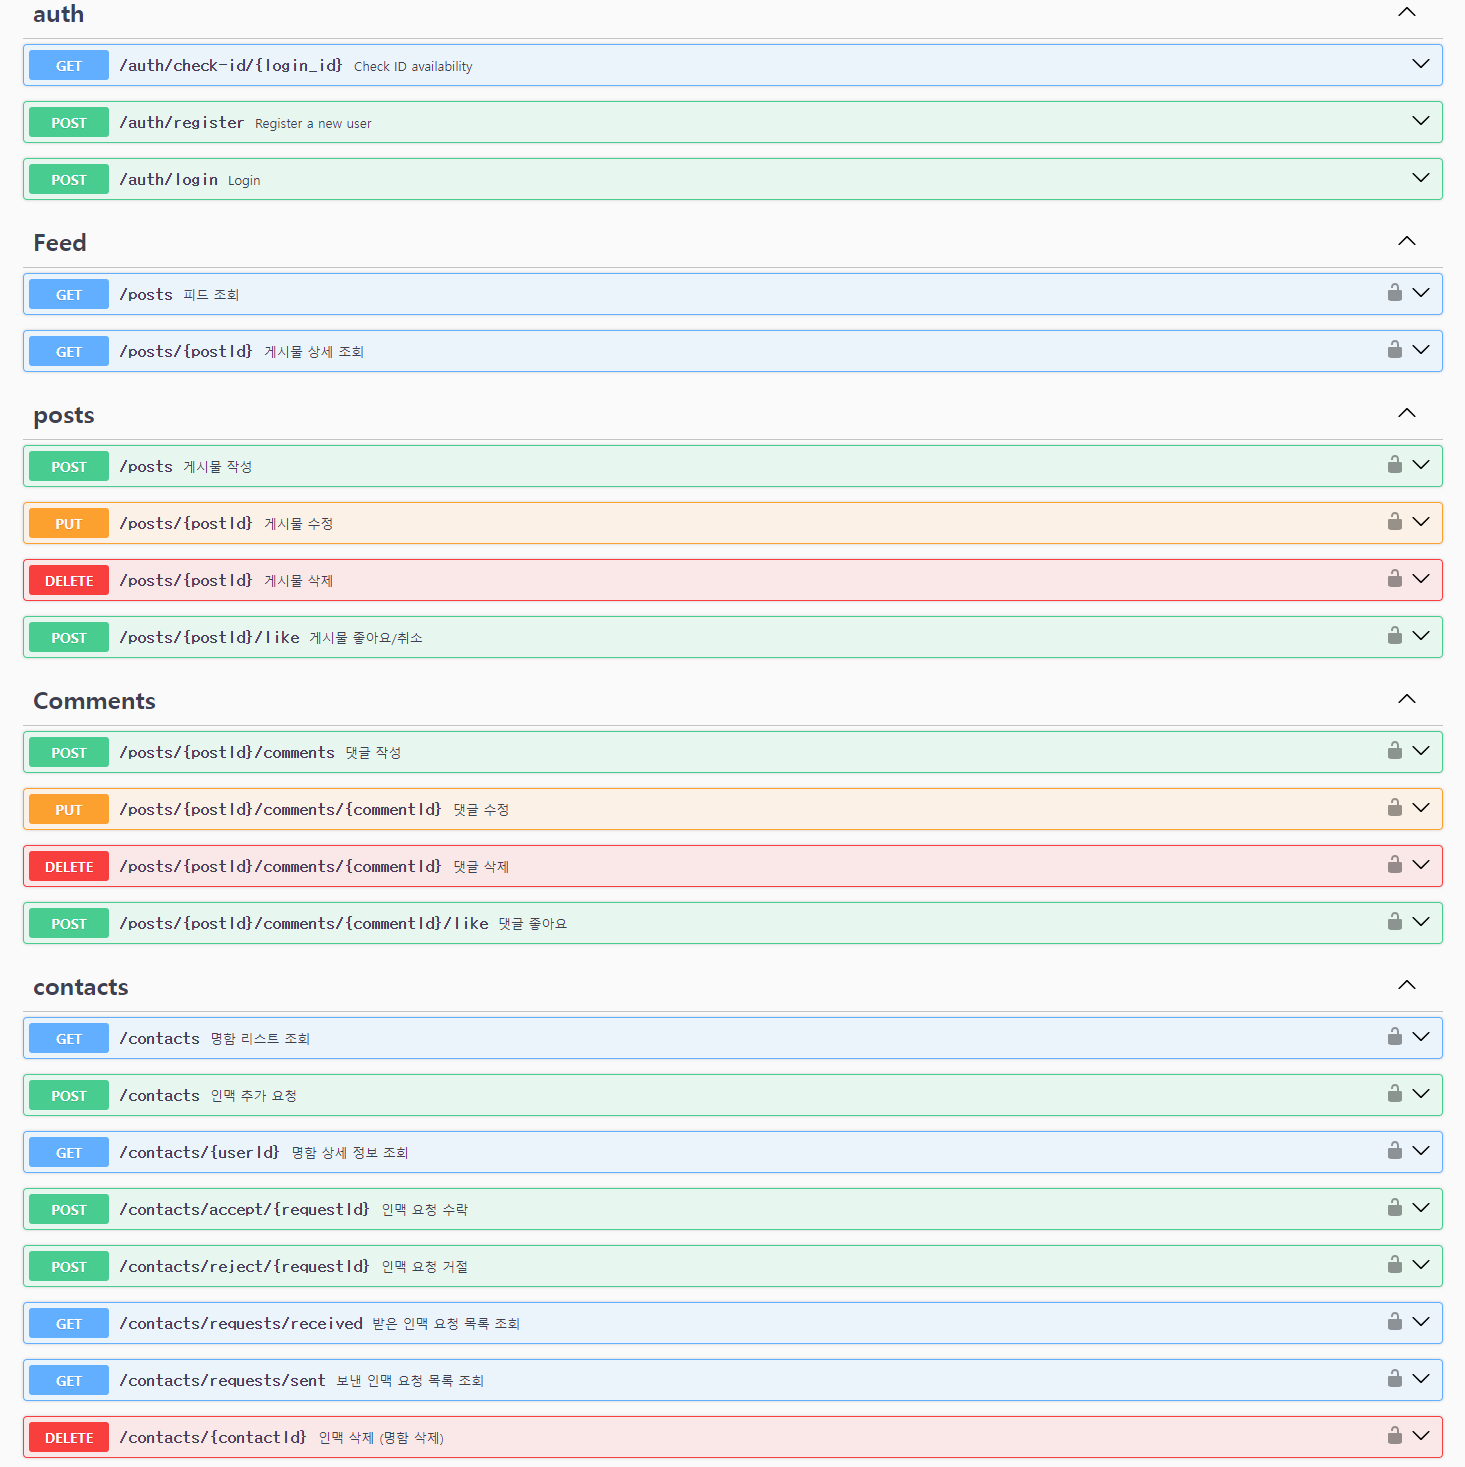 auth
GET /auth/check-id/{login_id} Check ID availability
POST /auth/register Register a new user
POST /auth/login Login
Feed
GET /posts 피드 조회
GET /posts/{postId} 게시물 상세 조회
posts
POST /posts 게시물 작성
PUT /posts/{postId} 게시물 수정
DELETE /posts/{postId} 게시물 삭제
POST /posts/{postId}/like 게시물 좋아요/취소
Comments
POST /posts/{postId}/comments 댓글 작성
PUT /posts/{postId}/comments/{commentId} 댓글 수정
DELETE /posts/{postId}/comments/{commentId} 댓글 삭제
POST /posts/{postId}/comments/{commentId}/like 댓글 좋아요
contacts
GET /contacts 명함 리스트 조회
POST /contacts 인맥 추가 요청
GET /contacts/{userId} 명함 상세 정보 조회
POST /contacts/accept/{requestId} 인맥 요청 수락
POST /contacts/reject/{requestId} 인맥 요청 거절
GET /contacts/requests/received 받은 인맥 요청 목록 조회
GET /contacts/requests/sent 보낸 인맥 요청 목록 조회
DELETE /contacts/{contactId} 인맥 삭제 (명함 삭제)